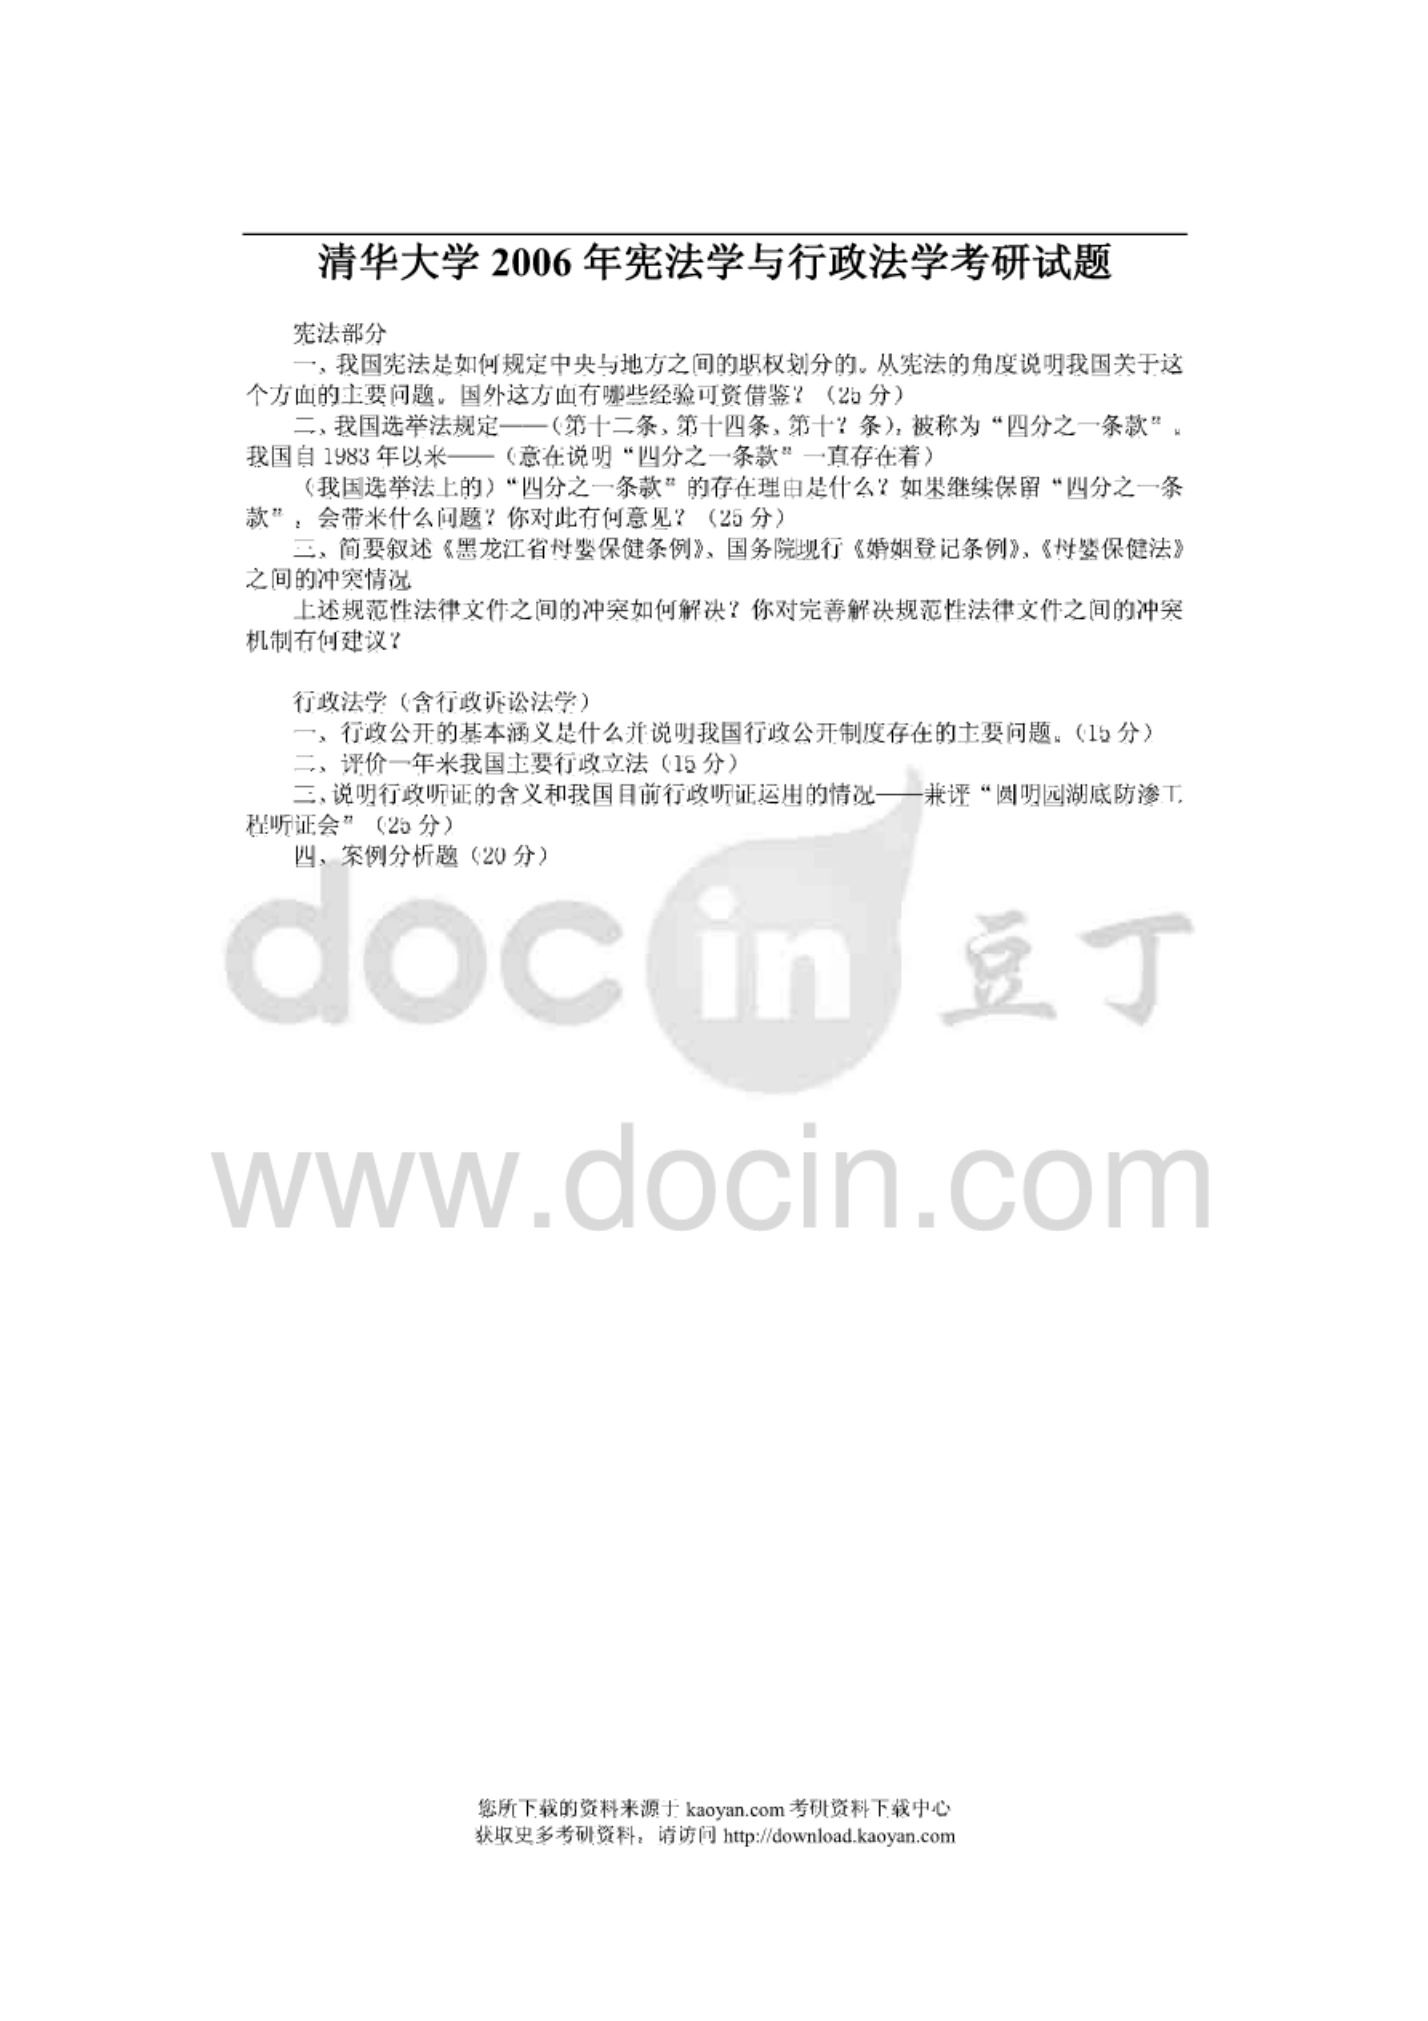 清华大学 2006 年宪法学与行政法学考研试题
宪法部分
一、我国宪法是如何规定中央与地方之间的职权划分的。从宪法的角度说明我国关于这
个方面的主要问题。国外这方面有哪些经验可资借鉴？（25 分）
二、我国选举法规定——（第十二条、第十四条、第十？条），被称为“四分之一条款”。
我国自 1983 年以来——（意在说明“四分之一条款”一直存在着）
（我国选举法上的）“四分之一条款”的存在理由是什么？如果继续保留“四分之一条
款”，会带来什么问题？你对此有何意见？（25 分）
三、简要叙述《黑龙江省母婴保健条例》、国务院现行《婚姻登记条例》、《母婴保健法》
之间的冲突情况
上述规范性法律文件之间的冲突如何解决？你对完善解决规范性法律文件之间的冲突
机制有何建议？
行政法学（含行政诉讼法学）
一、行政公开的基本涵义是什么并说明我国行政公开制度存在的主要问题。（15 分）
二、评价一年来我国主要行政立法（15 分）
三、说明行政听证的含义和我国目前行政听证运用的情况——兼评“圆明园湖底防渗工
程听证会”（25 分）
四、案例分析题（20 分）
docin 豆丁
www.docin.com
您所下载的资料来源于 kaoyan.com 考研资料下载中心
获取更多考研资料，请访问 http://download.kaoyan.com